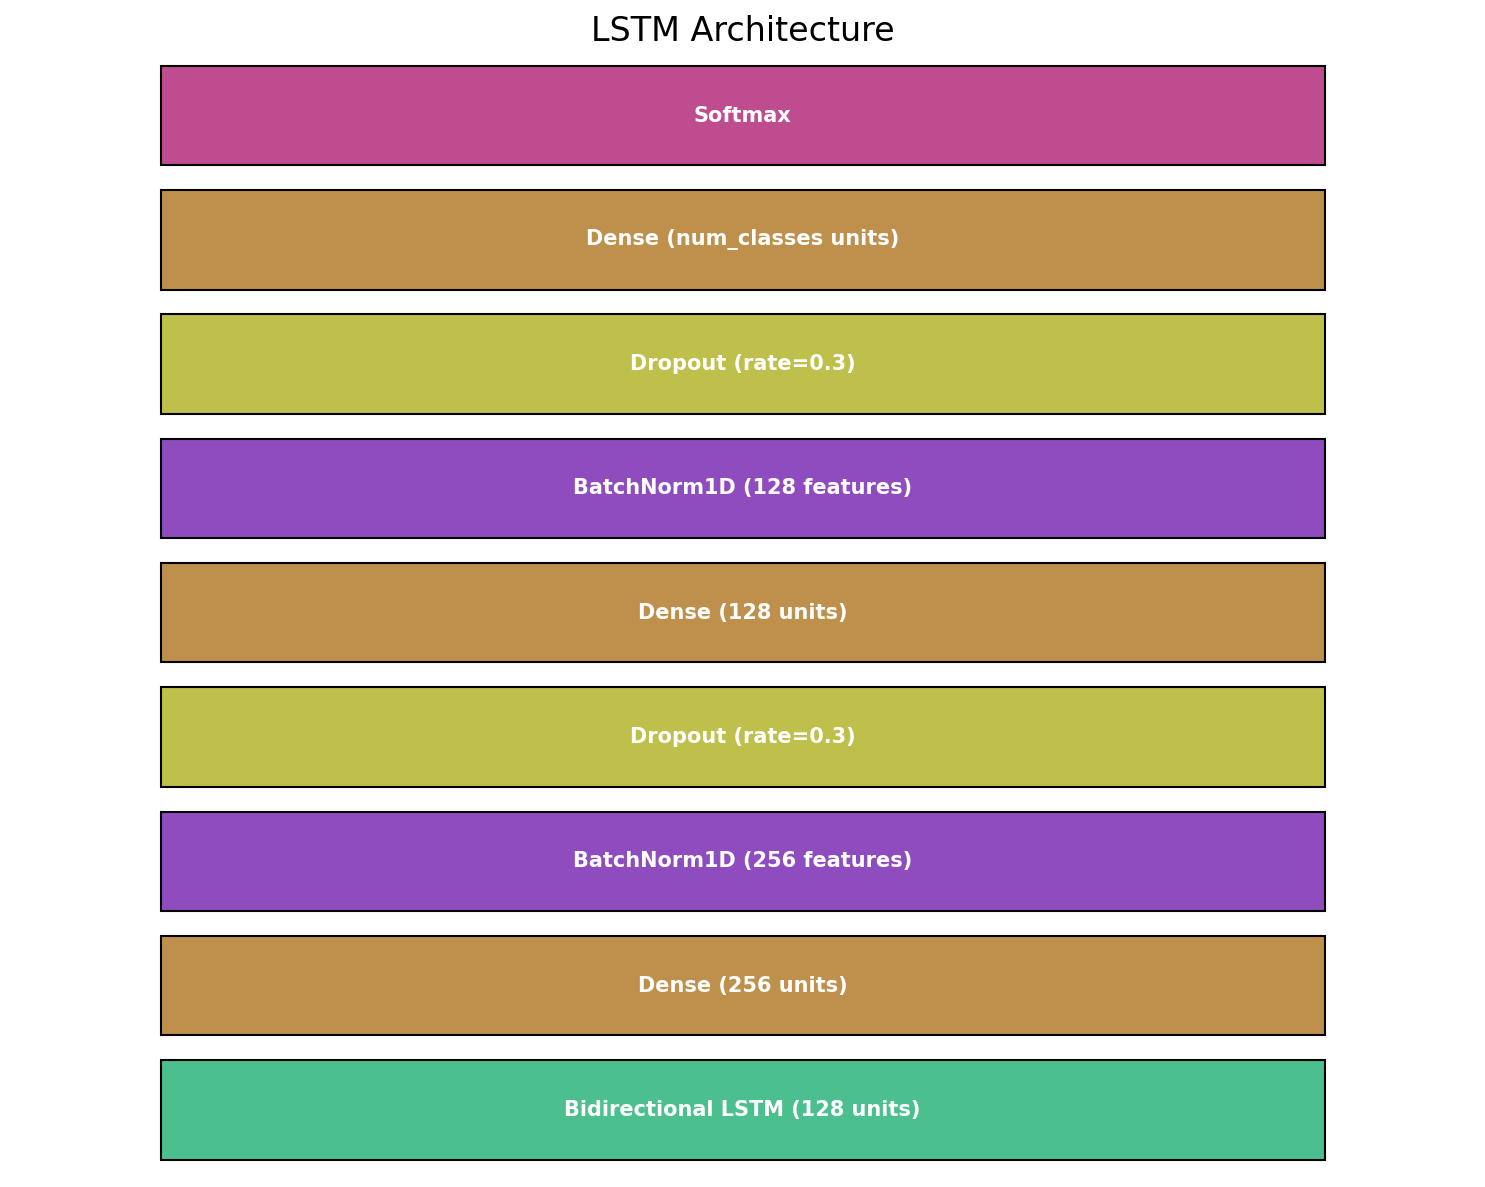 LSTM Architecture
Softmax
Dense (num_classes units)
Dropout (rate=0.3)
BatchNorm1D (128 features)
Dense (128 units)
Dropout (rate=0.3)
BatchNorm1D (256 features)
Dense (256 units)
Bidirectional LSTM (128 units)